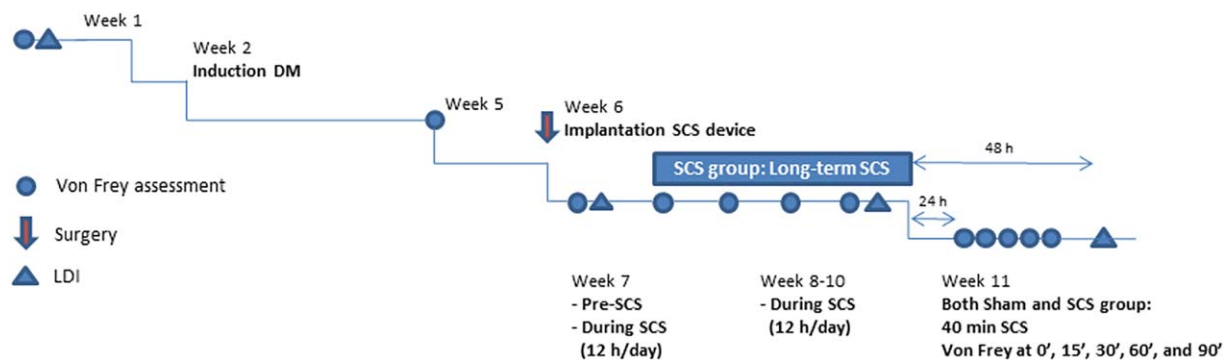 Week 1
Week 2
Induction DM
Week 5
Week 6
Implantation SCS device
48 h
SCS group: Long-term SCS
24 h
Von Frey assessment
Surgery
LDI
Week 7
- Pre-SCS
- During SCS
(12 h/day)
Week 8-10
- During SCS
(12 h/day)
Week 11
Both Sham and SCS group:
40 min SCS
Von Frey at 0’, 15’, 30’, 60’, and 90’